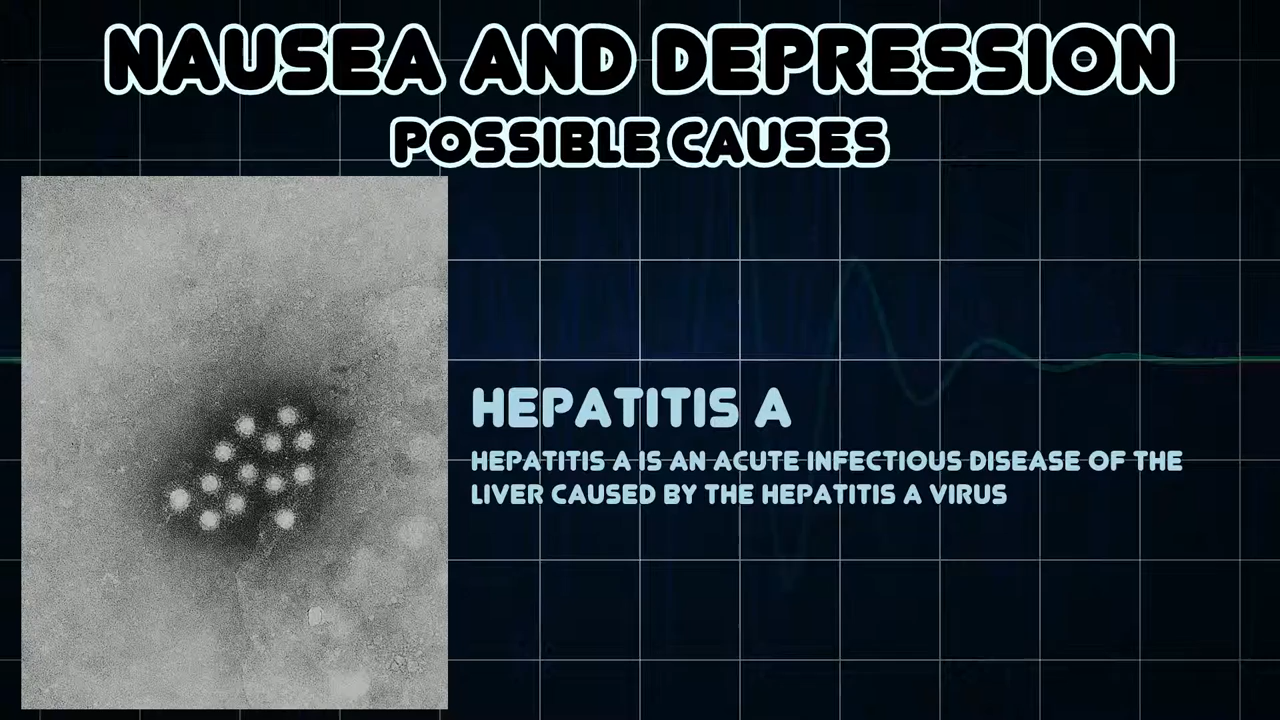 NAUSEA AND DEPRESSION
POSSIBLE CAUSES
HEPATITIS A
HEPATITIS A IS AN ACUTE INFECTIOUS DISEASE OF THE
LIVER CAUSED BY THE HEPATITIS A VIRUS